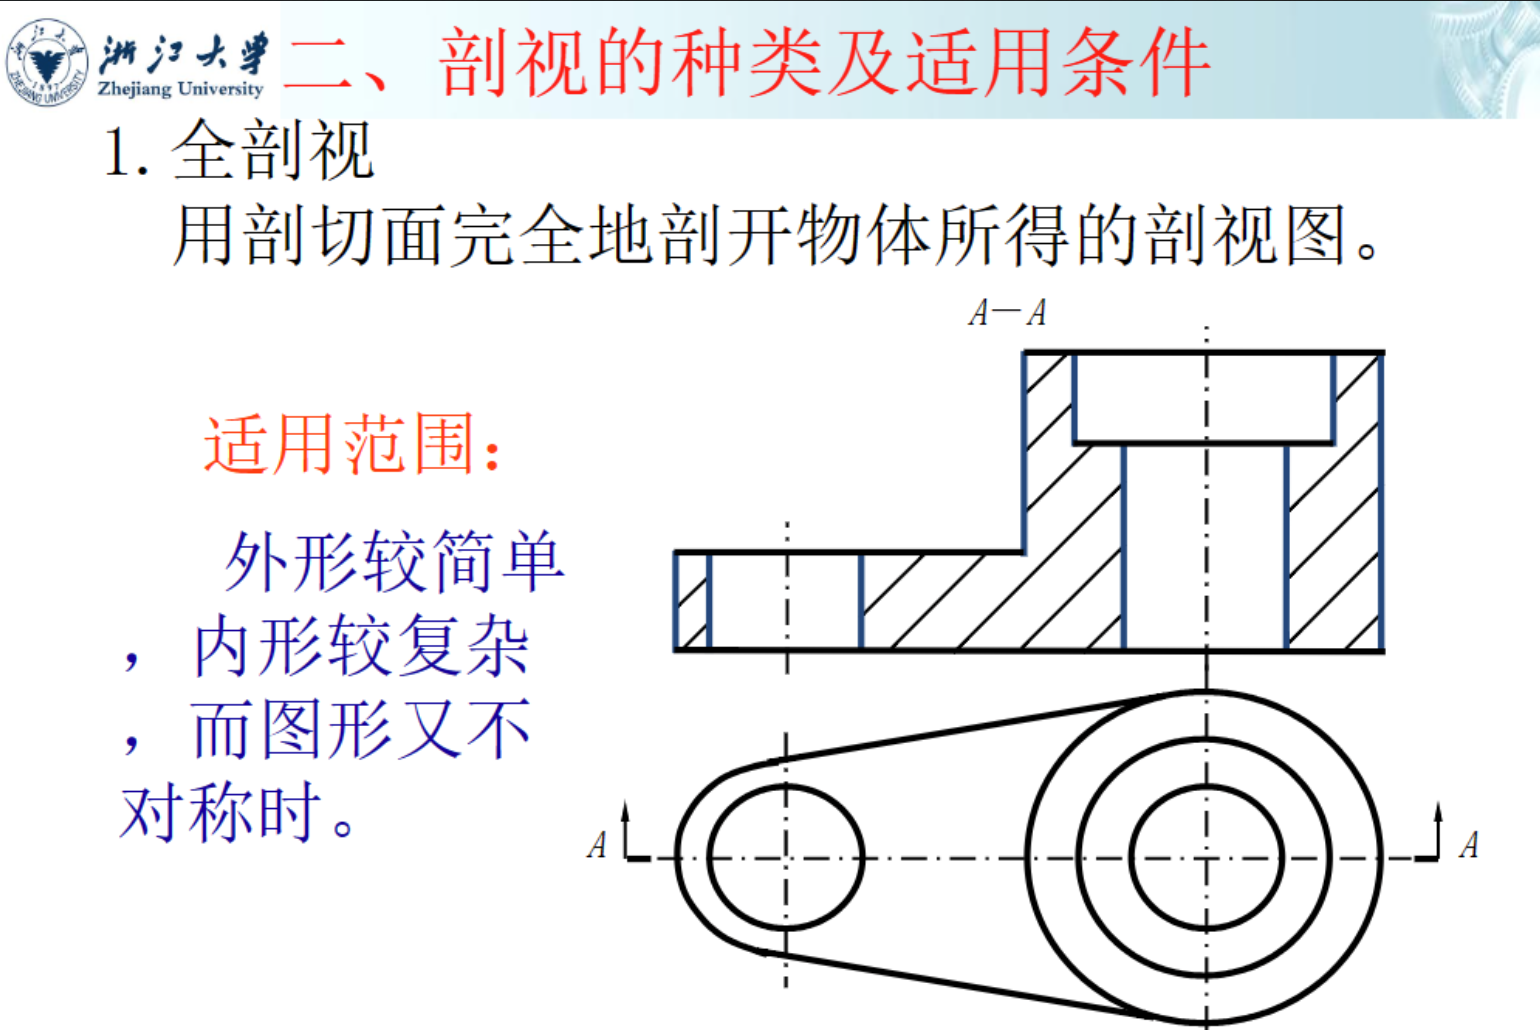 浙江大学
Zhejiang University
ZHEJIANG UNIVERSITY
1897
二、剖视的种类及适用条件
1. 全剖视
用剖切面完全地剖开物体所得的剖视图。
A—A
适用范围：
外形较简单
，内形较复杂
，而图形又不
对称时。
A
A